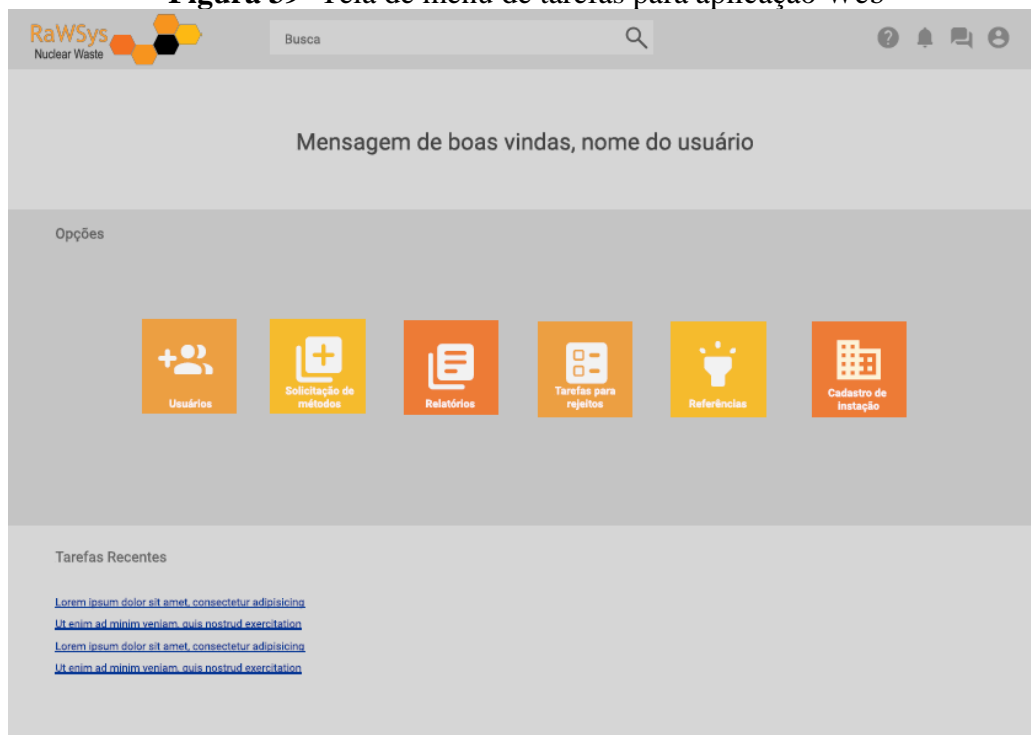 Figura 39- Tela de menu de tarefas para aplicação Web
RaWSys
Nuclear Waste
Busca
Mensagem de boas vindas, nome do usuário
Opções
Usuários
Solicitação de
métodos
Relatórios
Tarefas para
rejeitos
Referências
Cadastro de
instação
Tarefas Recentes
Lorem ipsum dolor sit amet, consectetur adipisicing
Ut enim ad minim veniam, quis nostrud exercitation
Lorem ipsum dolor sit amet, consectetur adipisicing
Ut enim ad minim veniam, quis nostrud exercitation